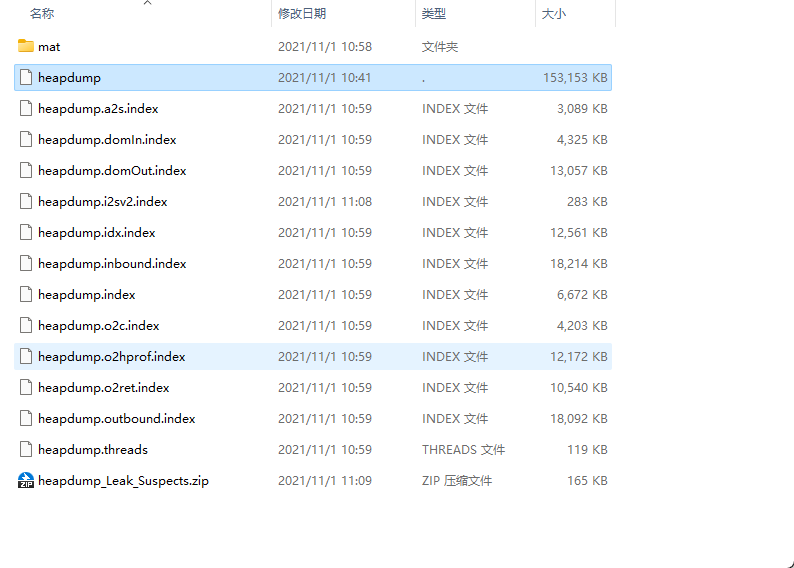 名称 修改日期 类型 大小
mat 2021/11/1 10:58 文件夹
heapdump 2021/11/1 10:41 . 153,153 KB
heapdump.a2s.index 2021/11/1 10:59 INDEX 文件 3,089 KB
heapdump.domIn.index 2021/11/1 10:59 INDEX 文件 4,325 KB
heapdump.domOut.index 2021/11/1 10:59 INDEX 文件 13,057 KB
heapdump.i2sv2.index 2021/11/1 11:08 INDEX 文件 283 KB
heapdump.idx.index 2021/11/1 10:59 INDEX 文件 12,561 KB
heapdump.inbound.index 2021/11/1 10:59 INDEX 文件 18,214 KB
heapdump.index 2021/11/1 10:59 INDEX 文件 6,672 KB
heapdump.o2c.index 2021/11/1 10:59 INDEX 文件 4,203 KB
heapdump.o2hprof.index 2021/11/1 10:59 INDEX 文件 12,172 KB
heapdump.o2ret.index 2021/11/1 10:59 INDEX 文件 10,540 KB
heapdump.outbound.index 2021/11/1 10:59 INDEX 文件 18,092 KB
heapdump.threads 2021/11/1 10:59 THREADS 文件 119 KB
ZIP heapdump_Leak_Suspects.zip 2021/11/1 11:09 ZIP 压缩文件 165 KB